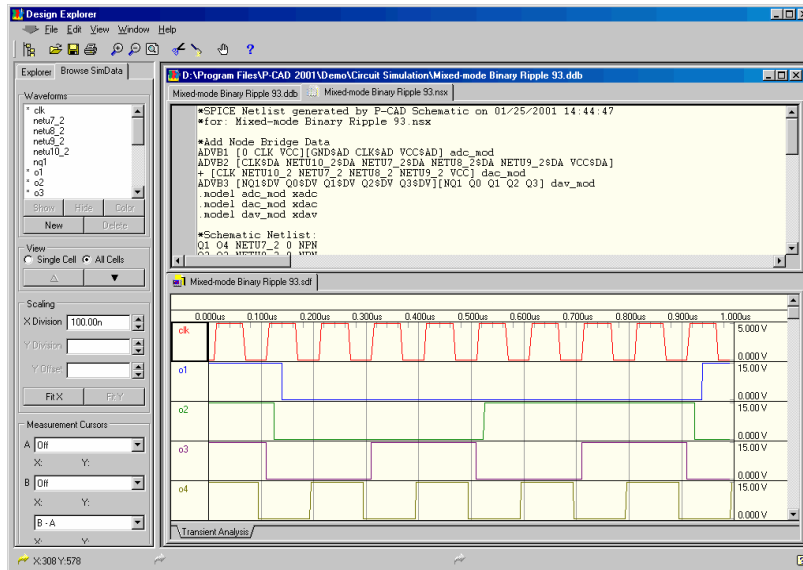 Design Explorer
File Edit View Window Help
Explorer Browse SimData
Waveforms
* clk
netu7_2
netu8_2
netu9_2
netu10_2
nq1
* o1
* o2
* o3
Show Hide Color
New Delete
View
Single Cell All Cells
Scaling
X Division 100.00n
Y Division
Y Offset
Fit X Fit Y
Measurement Cursors
A Off
X: Y:
B Off
X: Y:
B - A
X: Y:
D:\Program Files\P-CAD 2001\Demo\Circuit Simulation\Mixed-mode Binary Ripple 93.ddb
Mixed-mode Binary Ripple 93.ddb Mixed-mode Binary Ripple 93.nsx
*SPICE Netlist generated by P-CAD Schematic on 01/25/2001 14:44:47
*for: Mixed-mode Binary Ripple 93.nsx
*Add Node Bridge Data
ADVB1 [0 CLK VCC][GND$AD CLK$AD VCC$AD] adc_mod
ADVB2 [CLK$DA NETU10_2$DA NETU7_2$DA NETU8_2$DA NETU9_2$DA VCC$DA]
+ [CLK NETU10_2 NETU7_2 NETU8_2 NETU9_2 VCC] dac_mod
ADVB3 [NQ1$DV Q0$DV Q1$DV Q2$DV Q3$DV][NQ1 Q0 Q1 Q2 Q3] dav_mod
.model adc_mod xadc
.model dac_mod xdac
.model dav_mod xdav
*Schematic Netlist:
Q1 O4 NETU7_2 0 NPN
Mixed-mode Binary Ripple 93.sdf
0.000us 0.100us 0.200us 0.300us 0.400us 0.500us 0.600us 0.700us 0.800us 0.900us 1.000us
clk 5.000 V
0.000 V
o1 15.00 V
0.000 V
o2 15.00 V
0.000 V
o3 15.00 V
0.000 V
o4 15.00 V
0.000 V
Transient Analysis
X:308 Y:578